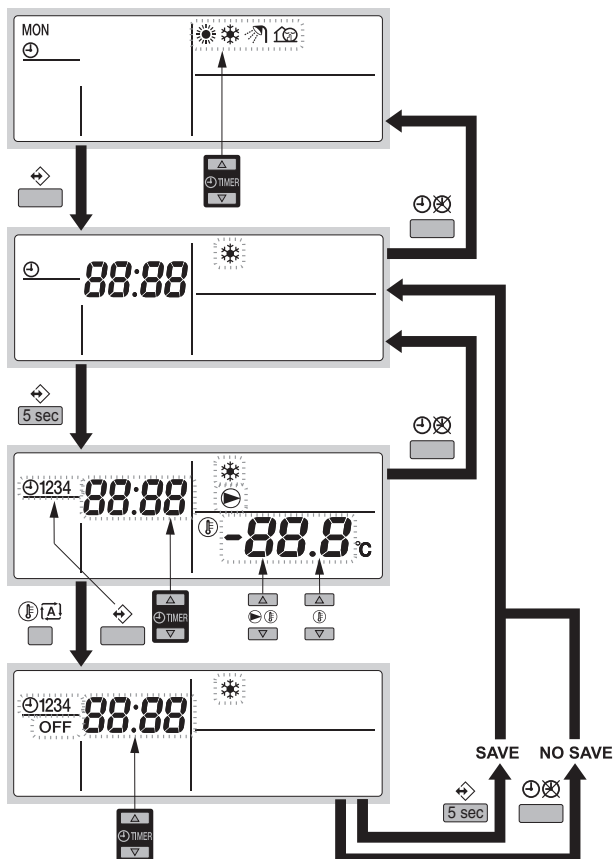 MON
TIMER
88:88
5 sec
1234
88:88
-88.8°C
A
TIMER
1234
OFF
88:88
SAVE NO SAVE
5 sec
TIMER